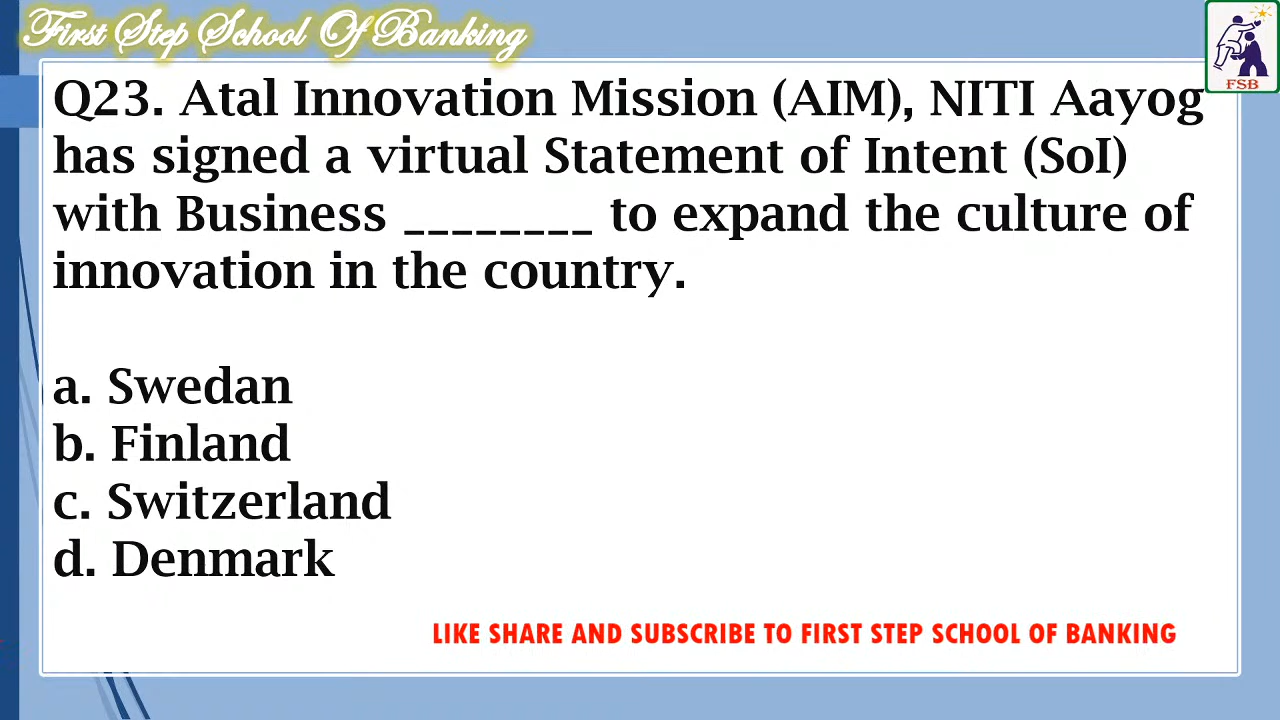 First Step School Of Banking
FSB
Q23. Atal Innovation Mission (AIM), NITI Aayog
has signed a virtual Statement of Intent (SoI)
with Business ________ to expand the culture of
innovation in the country.
a. Swedan
b. Finland
c. Switzerland
d. Denmark
LIKE SHARE AND SUBSCRIBE TO FIRST STEP SCHOOL OF BANKING